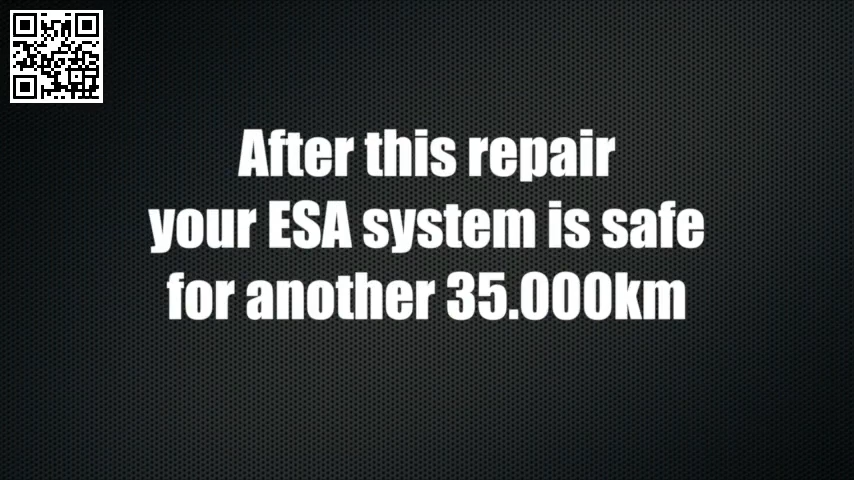 After this repair
your ESA system is safe
for another 35.000km